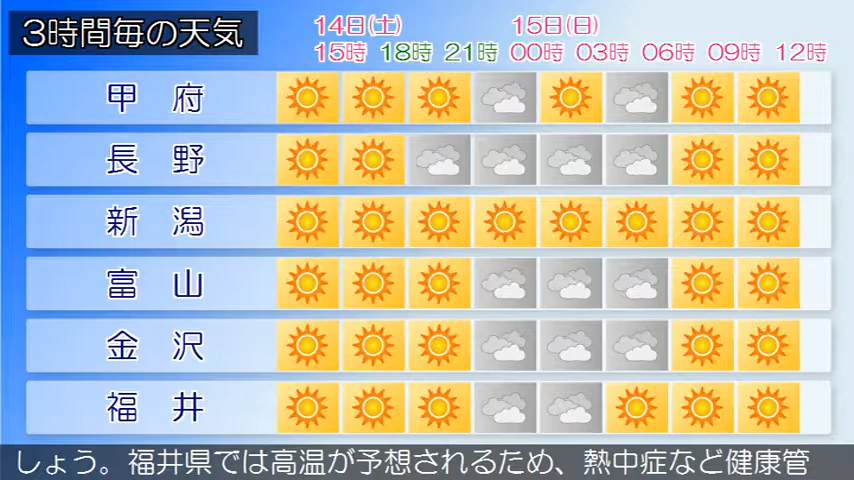 3時間毎の天気
14日(土) 15日(日)
15時 18時 21時 00時 03時 06時 09時 12時
甲 府
長 野
新 潟
富 山
金 沢
福 井
しょう。福井県では高温が予想されるため、熱中症など健康管